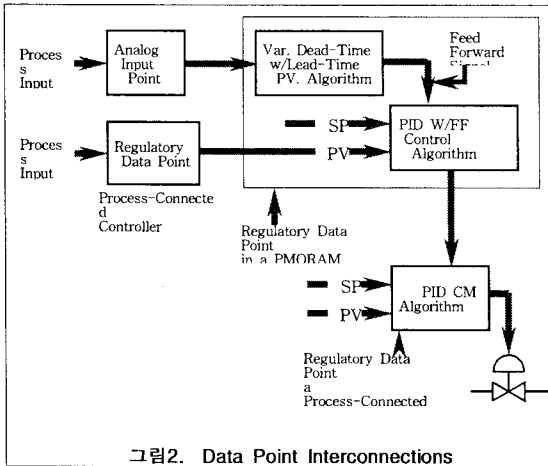 Proces
s
Input
Analog
Input
Point
Var. Dead-Time
w/Lead-Time
PV. Algorithm
Feed
Forward
Signal
Proces
s
Input
Regulatory
Data Point
SP
PV
PID W/FF
Control
Algorithm
Process-Connecte
d
Controller
Regulatory Data
Point
in a PMORAM
SP
PV
PID CM
Algorithm
Regulatory Data
Point
a
Process-Connected
그림2. Data Point Interconnections